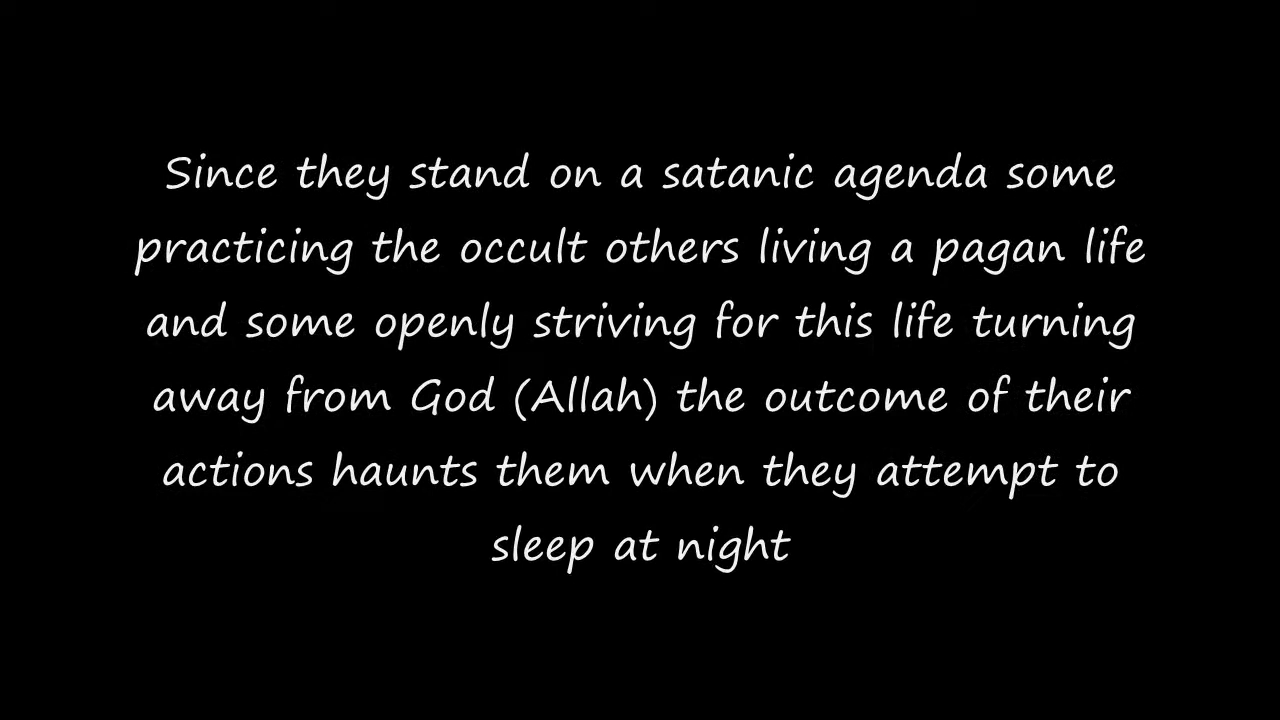 Since they stand on a satanic agenda some
practicing the occult others living a pagan life
and some openly striving for this life turning
away from God (Allah) the outcome of their
actions haunts them when they attempt to
sleep at night